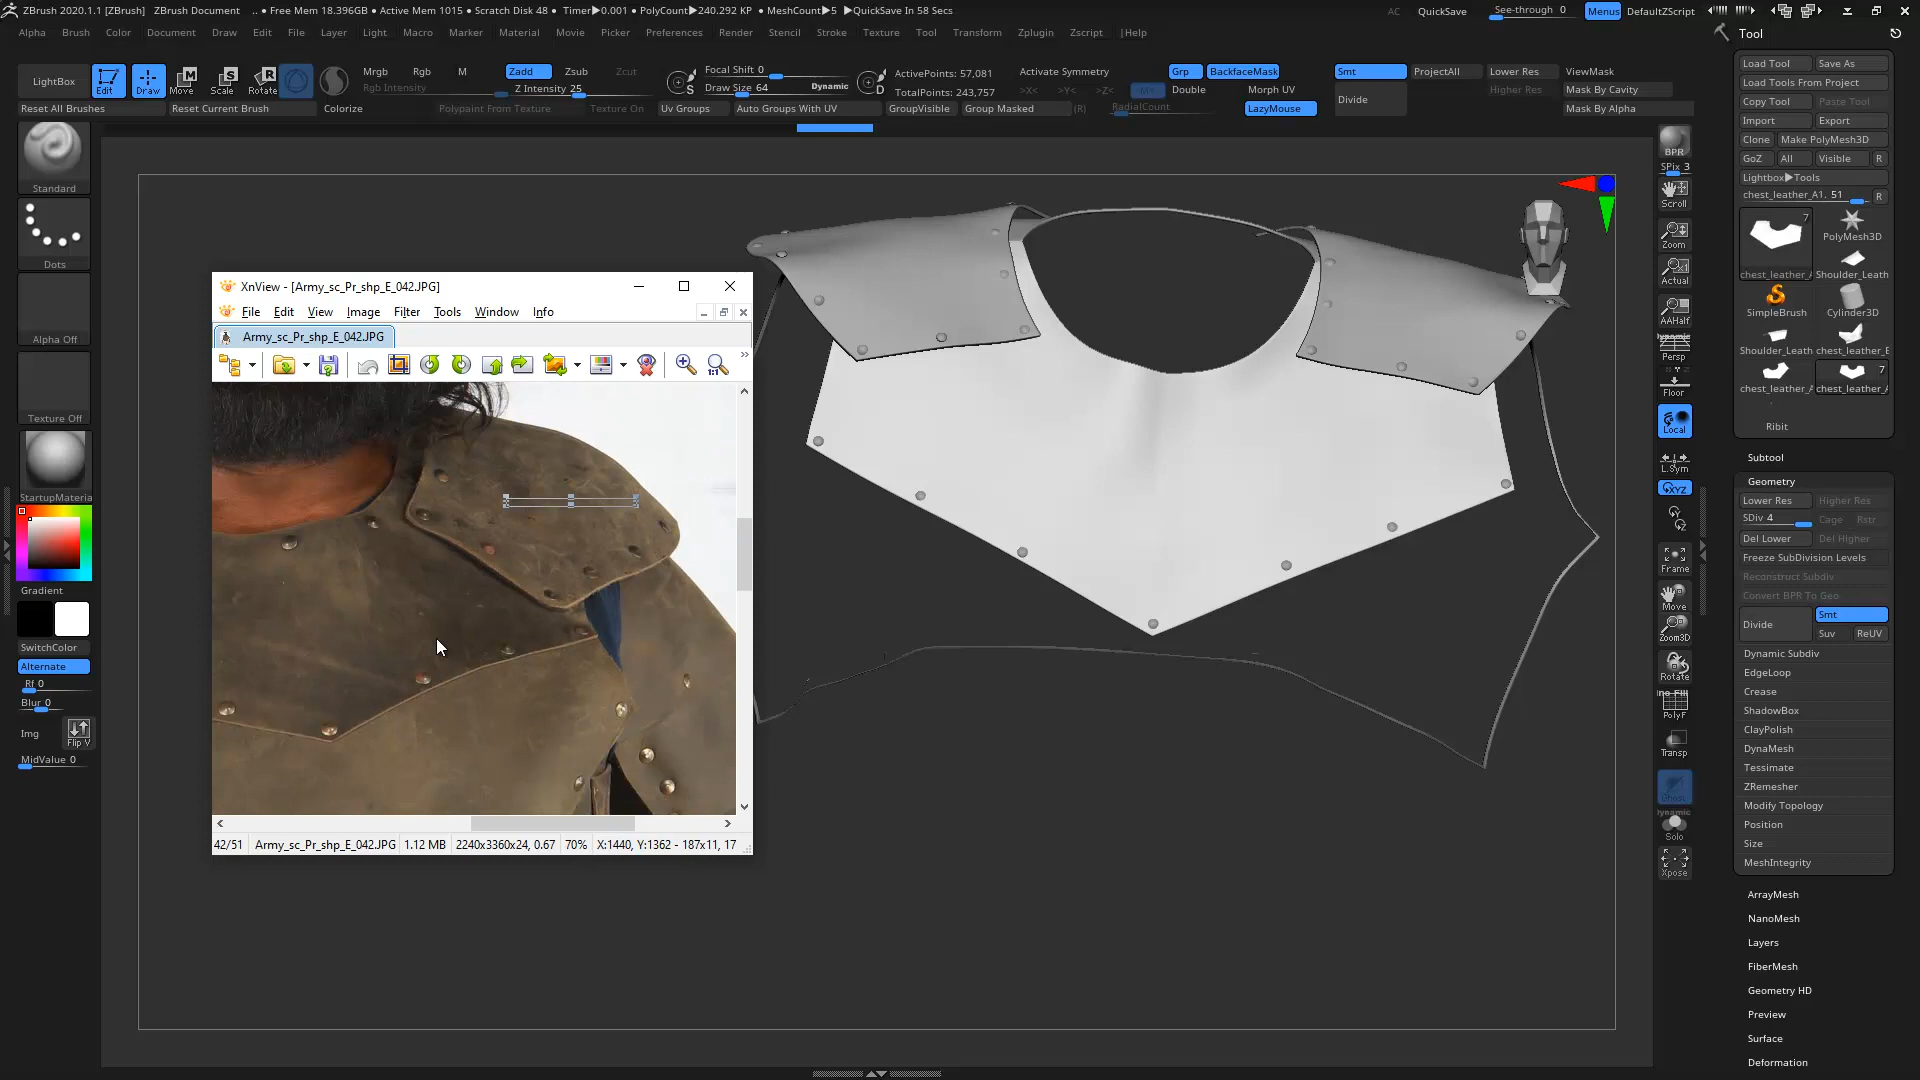 ZBrush 2020.1.1 [ZBrush] ZBrush Document .. • Free Mem 18.396GB • Active Mem 1015 • Scratch Disk 48 • Timer▶0.001 • PolyCount▶240.292 KP • MeshCount▶5 ▶QuickSave In 58 Secs AC QuickSave See-through 0 Menus DefaultZScript
Alpha Brush Color Document Draw Edit File Layer Light Macro Marker Material Movie Picker Preferences Render Stencil Stroke Texture Tool Transform Zplugin Zscript |Help
Tool
LightBox Edit Draw Move Scale Rotate
Mrgb Rgb M Zadd Zsub Zcut
Rgb Intensity Z Intensity 25
Focal Shift 0
Draw Size 64 Dynamic
ActivePoints: 57,081
TotalPoints: 243,757
Activate Symmetry
>X< >Y< >Z< >M<
(R) RadialCount
Grp BackfaceMask
Double Morph UV
LazyMouse
Smt ProjectAll Lower Res ViewMask
Divide Higher Res Mask By Cavity
Mask By Alpha
Reset All Brushes Reset Current Brush Colorize Polypaint From Texture Texture On Uv Groups Auto Groups With UV GroupVisible Group Masked
Standard
Dots
Alpha Off
Texture Off
StartupMateria
Gradient
SwitchColor
Alternate
Rf 0
Blur 0
Img Flip V
MidValue 0
XnView - [Army_sc_Pr_shp_E_042.JPG]
File Edit View Image Filter Tools Window Info
Army_sc_Pr_shp_E_042.JPG
42/51 Army_sc_Pr_shp_E_042.JPG 1.12 MB 2240x3360x24, 0.67 70% X:1440, Y:1362 - 187x11, 17
BPR
SPix 3
Scroll
Zoom
Actual
AAHalf
Dynamic
Persp
Floor
Local
L.Sym
XYZ
Frame
Move
Zoom3D
Rotate
PolyF
Transp
Ghost
Dynamic
Solo
Xpose
Load Tool Save As
Load Tools From Project
Copy Tool Paste Tool
Import Export
Clone Make PolyMesh3D
GoZ All Visible R
Lightbox▶Tools
chest_leather_A1. 51 R
7
PolyMesh3D
chest_leather_A Shoulder_Leath
SimpleBrush Cylinder3D
Shoulder_Leath chest_leather_E
7
chest_leather_A chest_leather_A
Ribit
Subtool
Geometry
Lower Res Higher Res
SDiv 4 Cage Rstr
Del Lower Del Higher
Freeze SubDivision Levels
Reconstruct Subdiv
Convert BPR To Geo
Divide Smt
Suv ReUV
Dynamic Subdiv
EdgeLoop
Crease
ShadowBox
ClayPolish
DynaMesh
Tessimate
ZRemesher
Modify Topology
Position
Size
MeshIntegrity
ArrayMesh
NanoMesh
Layers
FiberMesh
Geometry HD
Preview
Surface
Deformation